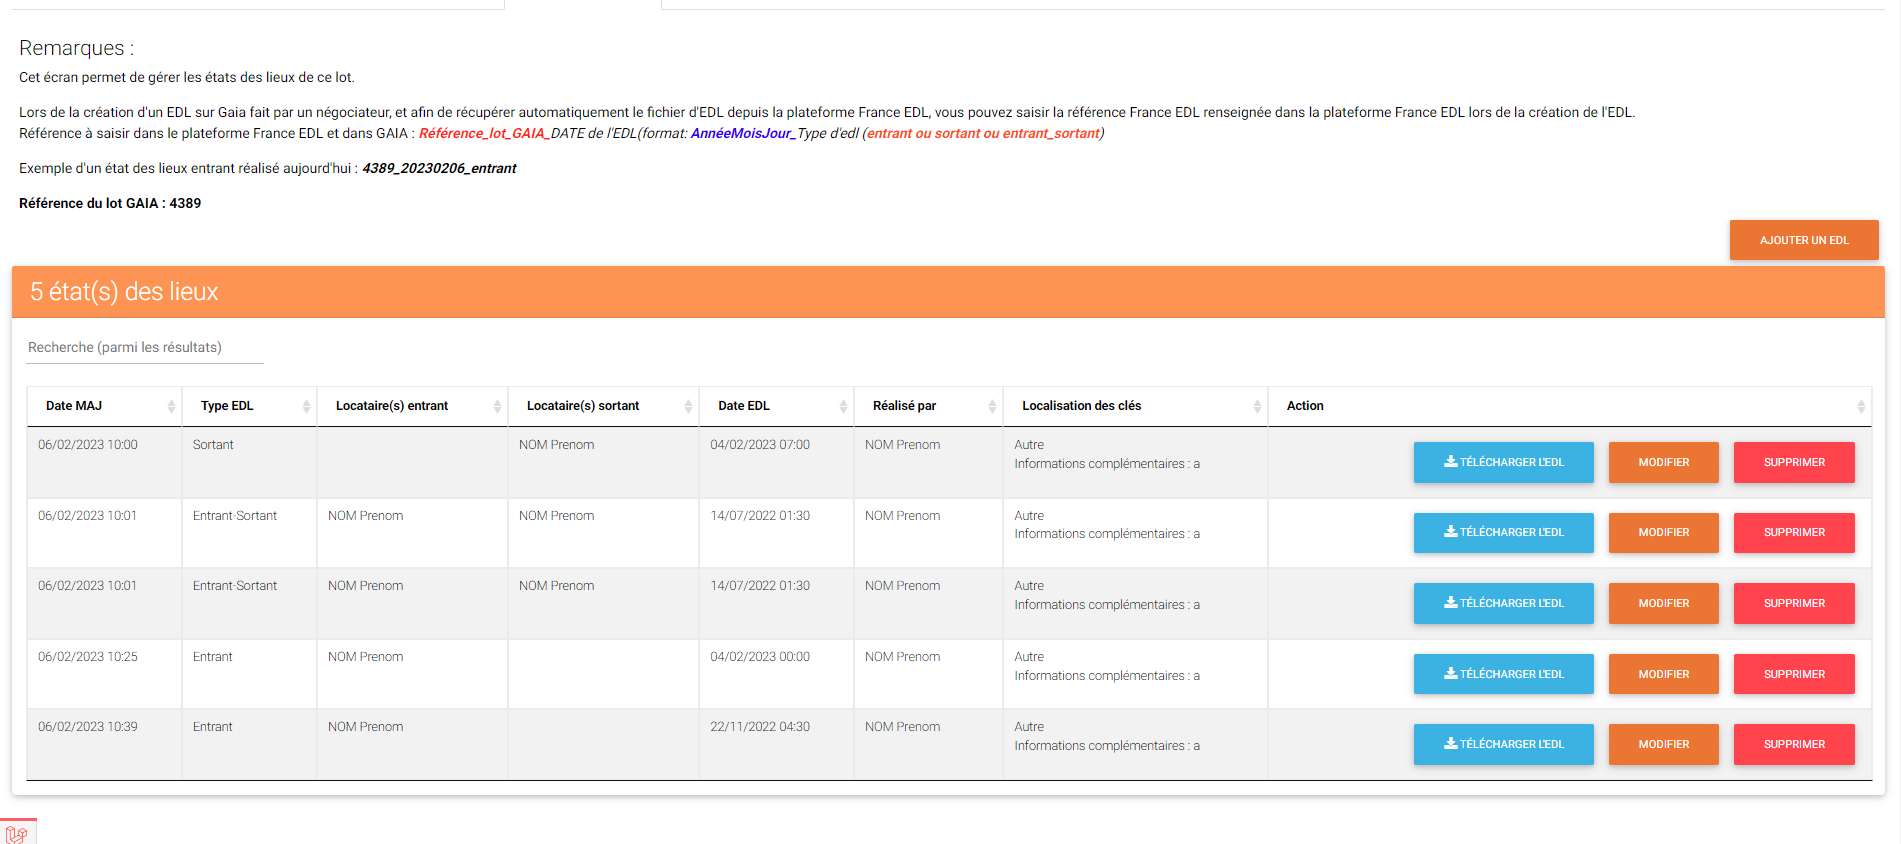 Remarques :
Cet écran permet de gérer les états des lieux de ce lot.
Lors de la création d'un EDL sur Gaia fait par un négociateur, et afin de récupérer automatiquement le fichier d'EDL depuis la plateforme France EDL, vous pouvez saisir la référence France EDL renseignée dans la plateforme France EDL lors de la création de l'EDL.
Référence à saisir dans le plateforme France EDL et dans GAIA : Référence_lot_GAIA_DATE de l'EDL(format: AnnéeMoisJour_Type d'edl (entrant ou sortant ou entrant_sortant)
Exemple d'un état des lieux entrant réalisé aujourd'hui : 4389_20230206_entrant
Référence du lot GAIA : 4389
AJOUTER UN EDL
5 état(s) des lieux
Recherche (parmi les résultats)
Date MAJ Type EDL Locataire(s) entrant Locataire(s) sortant Date EDL Réalisé par Localisation des clés Action
06/02/2023 10:00 Sortant NOM Prenom 04/02/2023 07:00 NOM Prenom Autre
Informations complémentaires : a
TÉLÉCHARGER L'EDL MODIFIER SUPPRIMER
06/02/2023 10:01 Entrant-Sortant NOM Prenom NOM Prenom 14/07/2022 01:30 NOM Prenom Autre
Informations complémentaires : a
TÉLÉCHARGER L'EDL MODIFIER SUPPRIMER
06/02/2023 10:01 Entrant-Sortant NOM Prenom NOM Prenom 14/07/2022 01:30 NOM Prenom Autre
Informations complémentaires : a
TÉLÉCHARGER L'EDL MODIFIER SUPPRIMER
06/02/2023 10:25 Entrant NOM Prenom 04/02/2023 00:00 NOM Prenom Autre
Informations complémentaires : a
TÉLÉCHARGER L'EDL MODIFIER SUPPRIMER
06/02/2023 10:39 Entrant NOM Prenom 22/11/2022 04:30 NOM Prenom Autre
Informations complémentaires : a
TÉLÉCHARGER L'EDL MODIFIER SUPPRIMER